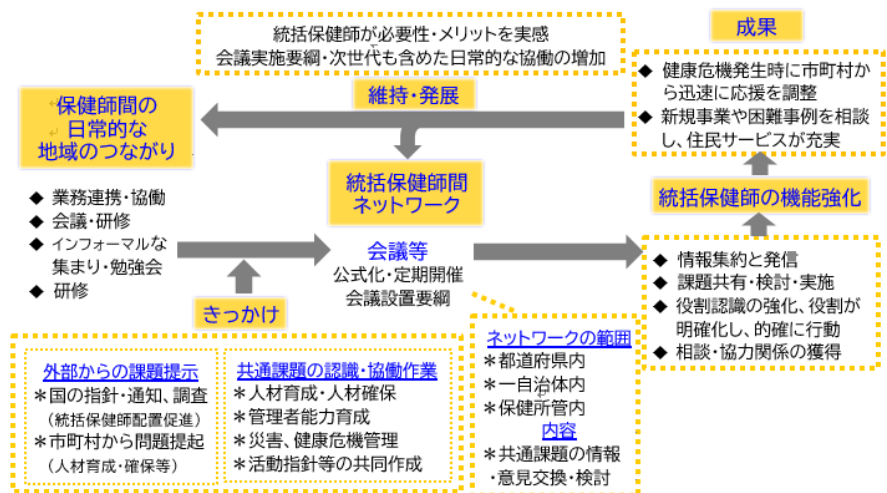 統括保健師が必要性・メリットを実感
会議実施要綱・次世代も含めた日常的な協働の増加
維持・発展
成果
◆ 健康危機発生時に市町村か
ら迅速に応援を調整
◆ 新規事業や困難事例を相談
し、住民サービスが充実
保健師間の
日常的な
地域のつながり
◆ 業務連携・協働
◆ 会議・研修
◆ インフォーマルな
集まり・勉強会
◆ 研修
きっかけ
統括保健師間
ネットワーク
会議等
公式化・定期開催
会議設置要綱
統括保健師の機能強化
◆ 情報集約と発信
◆ 課題共有・検討・実施
◆ 役割認識の強化、役割が
明確化し、的確に行動
◆ 相談・協力関係の獲得
外部からの課題提示
＊国の指針・通知、調査
（統括保健師配置促進）
＊市町村から問題提起
（人材育成・確保等）
共通課題の認識・協働作業
＊人材育成・人材確保
＊管理者能力育成
＊災害、健康危機管理
＊活動指針等の共同作成
ネットワークの範囲
＊都道府県内
＊一自治体内
＊保健所管内
内容
＊共通課題の情報
・意見交換・検討